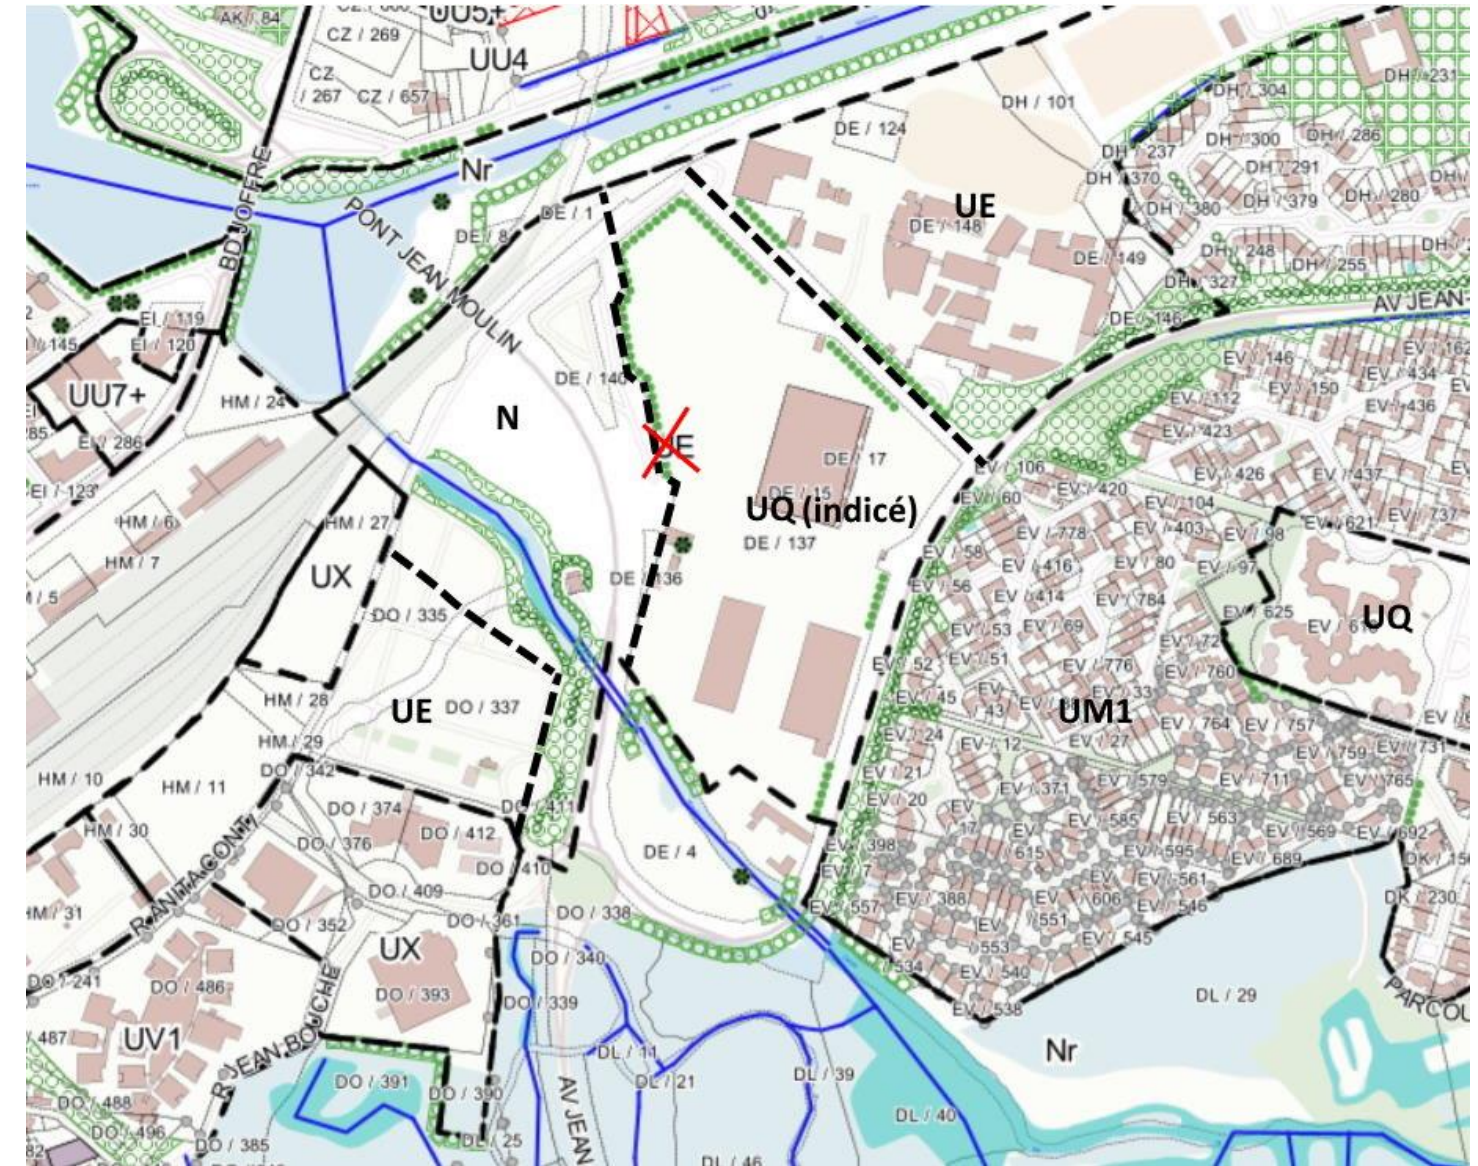 AK / 84
CZ / 269
UU5+
UU4
CZ
/ 267
CZ / 657
DH / 231
DH / 304
DH / 101
DE / 124
DH / 300
DH / 286
DH / 237
DH / 291
DH / 370
DH / 280
DH / 379
DH / 380
Nr
BD JOFFRE
PONT JEAN MOULIN
DE / 1
DE / 8
UE
DE / 148
DE / 149
DH / 248
DH / 255
DH / 327
DE / 146
AV JEAN-
EI / 119
EI / 120
UU7+
HM / 24
EI / 286
EI / 123
DE / 140
N
UE
DE / 17
DE / 15
UQ (indicé)
DE / 137
DE / 136
EV / 146
EV / 162
EV / 434
EV / 150
EV / 112
EV / 436
EV / 423
EV / 106
EV / 426
EV / 437
EV / 60
EV / 420
EV / 104
EV / 737
EV / 621
EV / 778
EV / 403
EV / 98
EV / 58
EV / 416
EV / 80
EV / 97
EV / 56
EV / 414
EV / 784
EV / 625
EV / 53
EV / 69
EV / 72
UQ
EV / 52
EV / 51
EV / 776
EV / 760
EV / 45
EV /
43
UM1
EV / 764
EV / 757
EV / 24
EV / 12
EV / 27
EV / 759
EV / 731
EV / 21
EV / 371
EV / 579
EV / 711
EV / 765
EV / 20
EV
/ 17
EV / 585
EV / 563
EV / 569
EV / 692
EV / 398
EV
/ 615
EV / 595
EV / 689
EV / 7
EV / 561
EV / 557
EV / 388
EV
/ 551
EV / 606
EV / 546
EV
/ 553
EV / 545
EV
/ 534
EV / 540
EV / 538
HM / 6
HM / 27
HM / 7
UX
DO / 335
HM / 28
UE
DO / 337
HM / 29
HM / 10
HM / 11
DO / 342
DO / 374
DO / 411
HM / 30
DO / 412
DO / 376
DO / 410
DE / 4
R ANITA CONTI
DO / 409
HM / 31
DO / 352
DO / 361
DO / 338
UX
DO / 241
DO / 486
DO / 393
DO / 340
DO / 339
UV1
R JEAN BOUCHE
DO / 391
DO / 390
DO / 488
DO / 496
DO / 385
DL / 25
AV JEAN
DL / 11
DL / 21
DL / 39
DL / 40
DL / 46
DL / 29
Nr
DK / 230
PARCOU